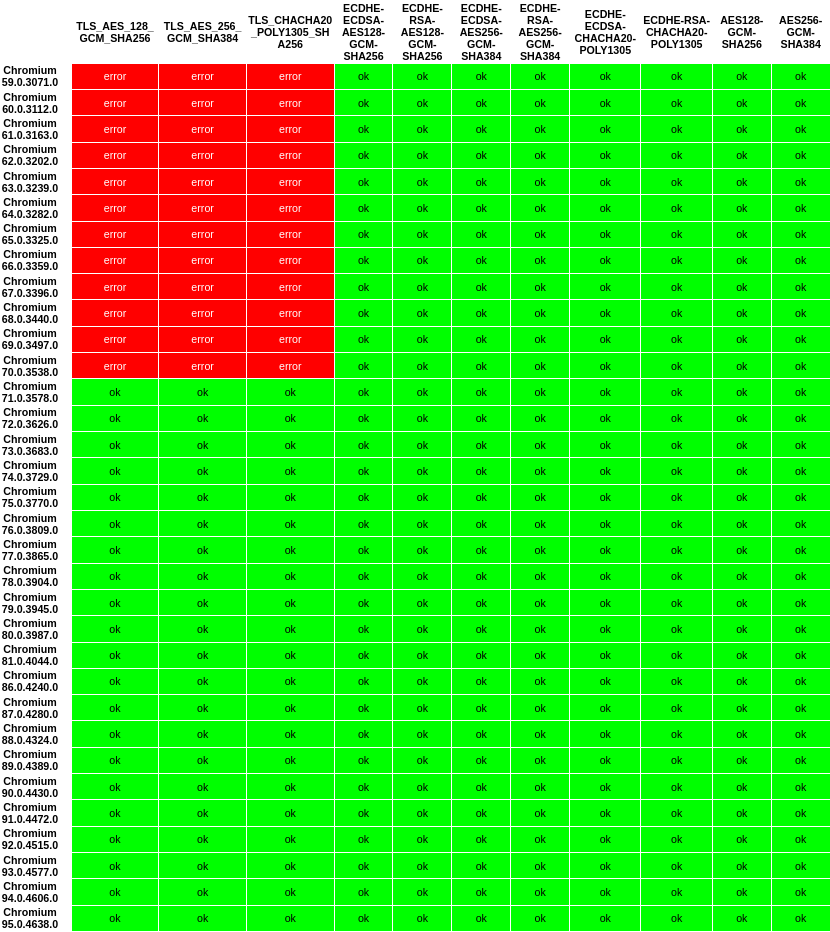 TLS_AES_128_GCM_SHA256 TLS_AES_256_GCM_SHA384 TLS_CHACHA20_POLY1305_SHA256 ECDHE-ECDSA-AES128-GCM-SHA256 ECDHE-RSA-AES128-GCM-SHA256 ECDHE-ECDSA-AES256-GCM-SHA384 ECDHE-RSA-AES256-GCM-SHA384 ECDHE-ECDSA-CHACHA20-POLY1305 ECDHE-RSA-CHACHA20-POLY1305 AES128-GCM-SHA256 AES256-GCM-SHA384
Chromium 59.0.3071.0 error error error ok ok ok ok ok ok ok ok
Chromium 60.0.3112.0 error error error ok ok ok ok ok ok ok ok
Chromium 61.0.3163.0 error error error ok ok ok ok ok ok ok ok
Chromium 62.0.3202.0 error error error ok ok ok ok ok ok ok ok
Chromium 63.0.3239.0 error error error ok ok ok ok ok ok ok ok
Chromium 64.0.3282.0 error error error ok ok ok ok ok ok ok ok
Chromium 65.0.3325.0 error error error ok ok ok ok ok ok ok ok
Chromium 66.0.3359.0 error error error ok ok ok ok ok ok ok ok
Chromium 67.0.3396.0 error error error ok ok ok ok ok ok ok ok
Chromium 68.0.3440.0 error error error ok ok ok ok ok ok ok ok
Chromium 69.0.3497.0 error error error ok ok ok ok ok ok ok ok
Chromium 70.0.3538.0 error error error ok ok ok ok ok ok ok ok
Chromium 71.0.3578.0 ok ok ok ok ok ok ok ok ok ok ok
Chromium 72.0.3626.0 ok ok ok ok ok ok ok ok ok ok ok
Chromium 73.0.3683.0 ok ok ok ok ok ok ok ok ok ok ok
Chromium 74.0.3729.0 ok ok ok ok ok ok ok ok ok ok ok
Chromium 75.0.3770.0 ok ok ok ok ok ok ok ok ok ok ok
Chromium 76.0.3809.0 ok ok ok ok ok ok ok ok ok ok ok
Chromium 77.0.3865.0 ok ok ok ok ok ok ok ok ok ok ok
Chromium 78.0.3904.0 ok ok ok ok ok ok ok ok ok ok ok
Chromium 79.0.3945.0 ok ok ok ok ok ok ok ok ok ok ok
Chromium 80.0.3987.0 ok ok ok ok ok ok ok ok ok ok ok
Chromium 81.0.4044.0 ok ok ok ok ok ok ok ok ok ok ok
Chromium 86.0.4240.0 ok ok ok ok ok ok ok ok ok ok ok
Chromium 87.0.4280.0 ok ok ok ok ok ok ok ok ok ok ok
Chromium 88.0.4324.0 ok ok ok ok ok ok ok ok ok ok ok
Chromium 89.0.4389.0 ok ok ok ok ok ok ok ok ok ok ok
Chromium 90.0.4430.0 ok ok ok ok ok ok ok ok ok ok ok
Chromium 91.0.4472.0 ok ok ok ok ok ok ok ok ok ok ok
Chromium 92.0.4515.0 ok ok ok ok ok ok ok ok ok ok ok
Chromium 93.0.4577.0 ok ok ok ok ok ok ok ok ok ok ok
Chromium 94.0.4606.0 ok ok ok ok ok ok ok ok ok ok ok
Chromium 95.0.4638.0 ok ok ok ok ok ok ok ok ok ok ok